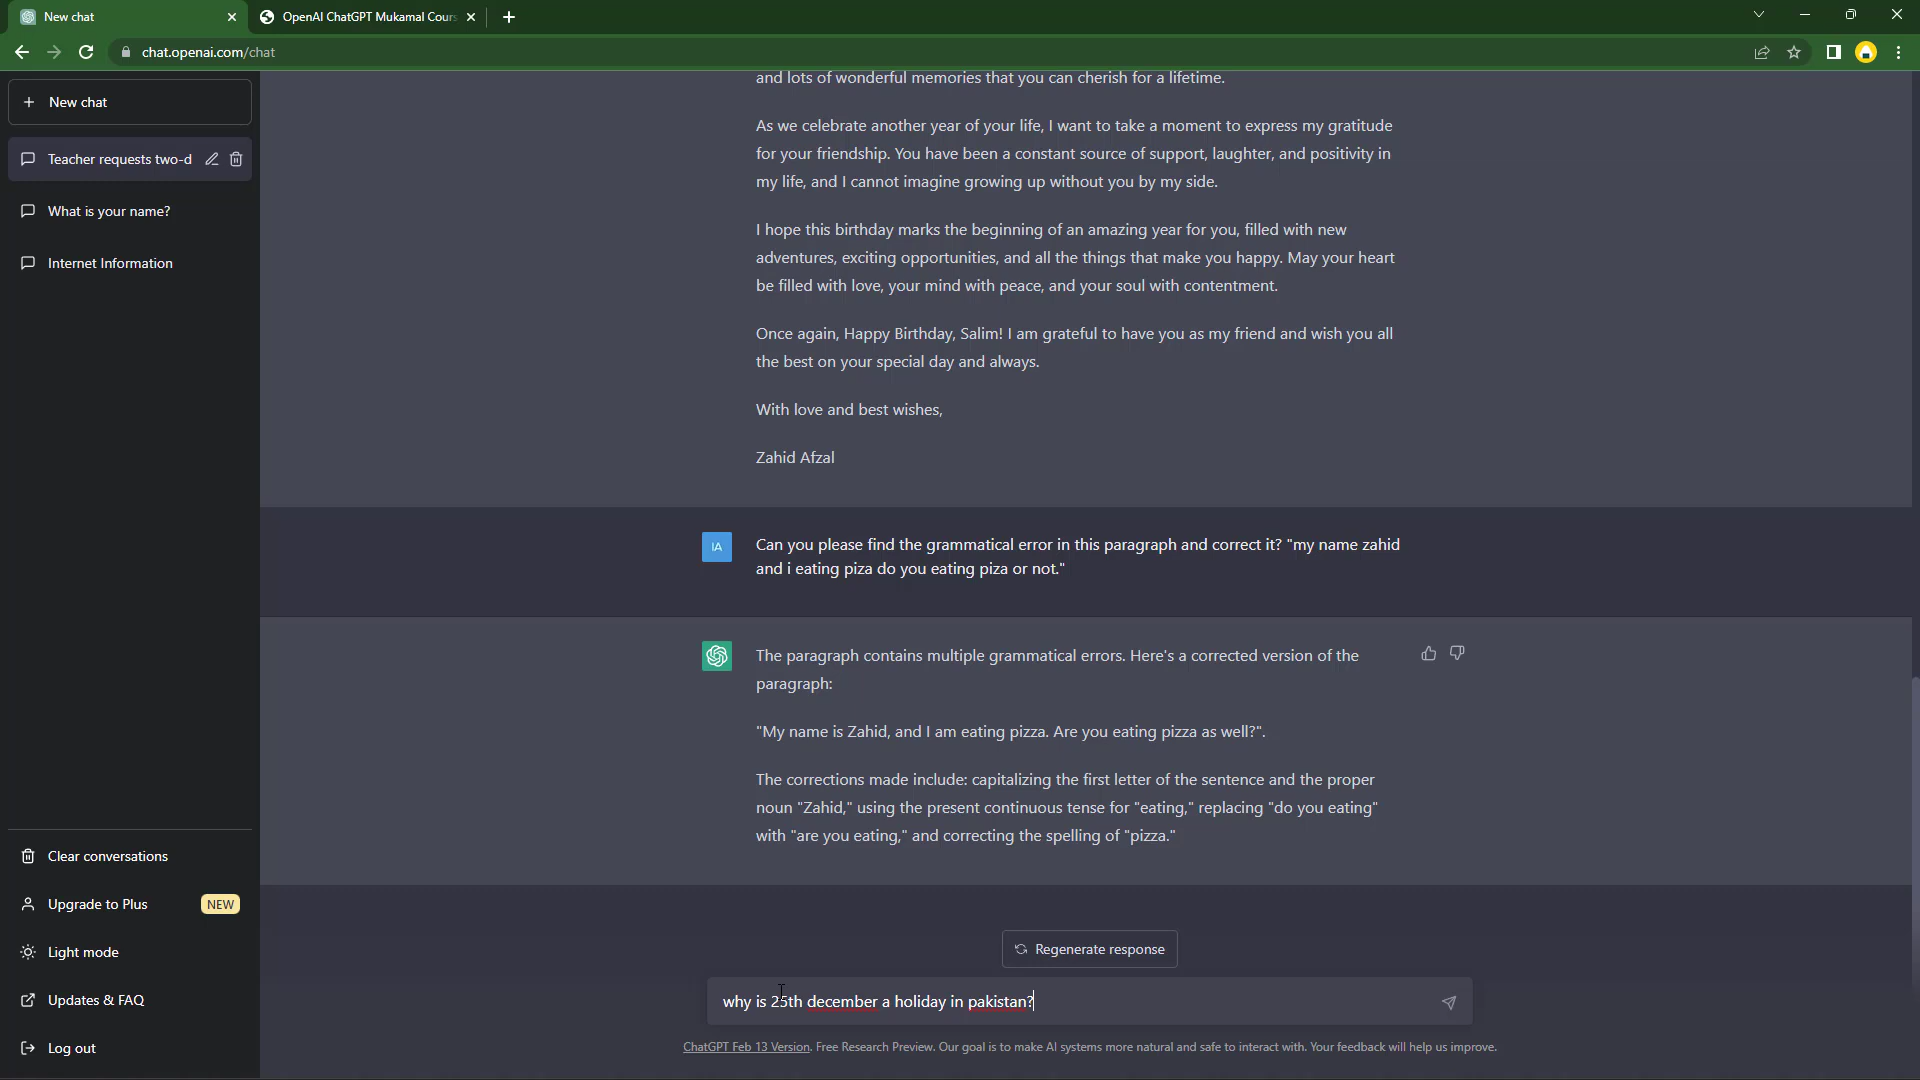 New chat
OpenAI ChatGPT Mukamal Cours
chat.openai.com/chat
New chat
Teacher requests two-d
What is your name?
Internet Information
Clear conversations
Upgrade to Plus NEW
Light mode
Updates & FAQ
Log out
and lots of wonderful memories that you can cherish for a lifetime.
As we celebrate another year of your life, I want to take a moment to express my gratitude
for your friendship. You have been a constant source of support, laughter, and positivity in
my life, and I cannot imagine growing up without you by my side.
I hope this birthday marks the beginning of an amazing year for you, filled with new
adventures, exciting opportunities, and all the things that make you happy. May your heart
be filled with love, your mind with peace, and your soul with contentment.
Once again, Happy Birthday, Salim! I am grateful to have you as my friend and wish you all
the best on your special day and always.
With love and best wishes,
Zahid Afzal
IA
Can you please find the grammatical error in this paragraph and correct it? "my name zahid
and i eating piza do you eating piza or not."
The paragraph contains multiple grammatical errors. Here's a corrected version of the
paragraph:
"My name is Zahid, and I am eating pizza. Are you eating pizza as well?".
The corrections made include: capitalizing the first letter of the sentence and the proper
noun "Zahid," using the present continuous tense for "eating," replacing "do you eating"
with "are you eating," and correcting the spelling of "pizza."
Regenerate response
why is 25th december a holiday in pakistan?
ChatGPT Feb 13 Version. Free Research Preview. Our goal is to make AI systems more natural and safe to interact with. Your feedback will help us improve.